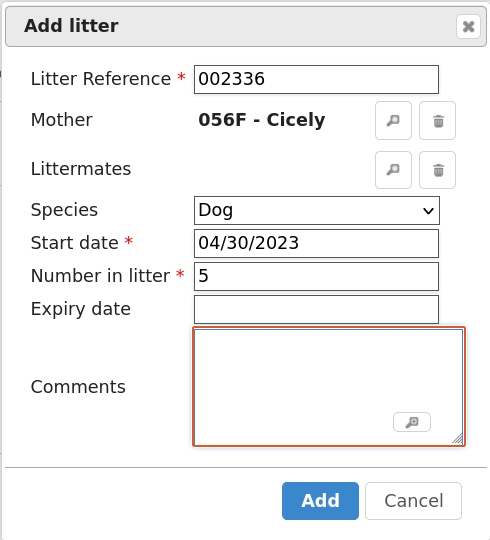 Add litter
Litter Reference * 002336
Mother 056F - Cicely
Littermates
Species Dog
Start date * 04/30/2023
Number in litter * 5
Expiry date
Comments
Add Cancel